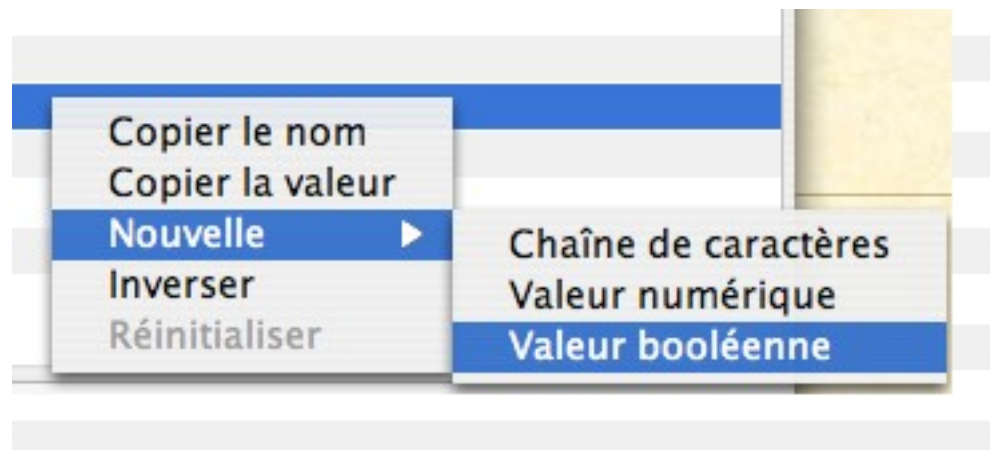 Copier le nom
Copier la valeur
Nouvelle
Inverser
Réinitialiser
Chaîne de caractères
Valeur numérique
Valeur booléenne